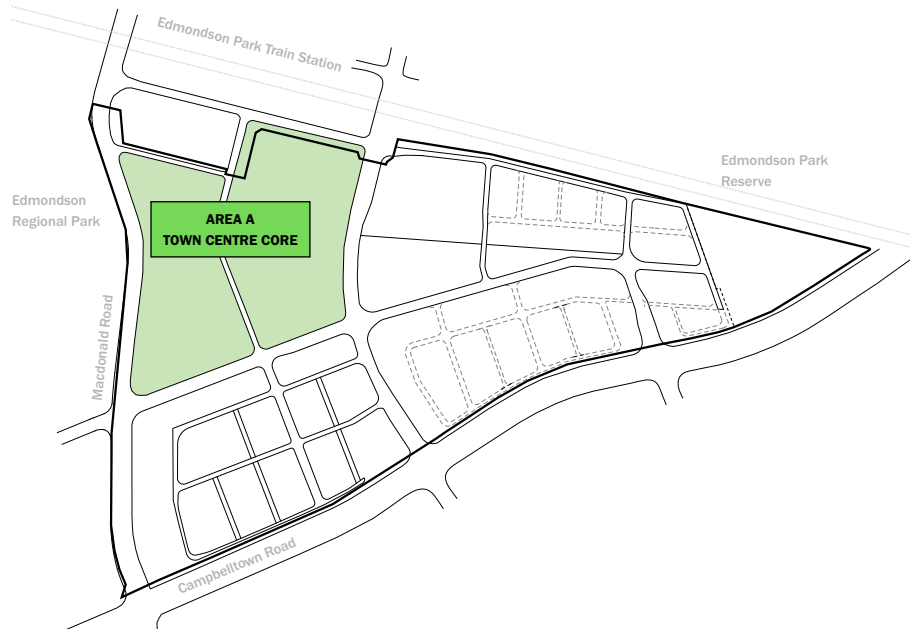 Edmondson Park Train Station
Edmondson Park
Reserve
Edmondson
Regional Park
AREA A
TOWN CENTRE CORE
Macdonald Road
Campbelltown Road